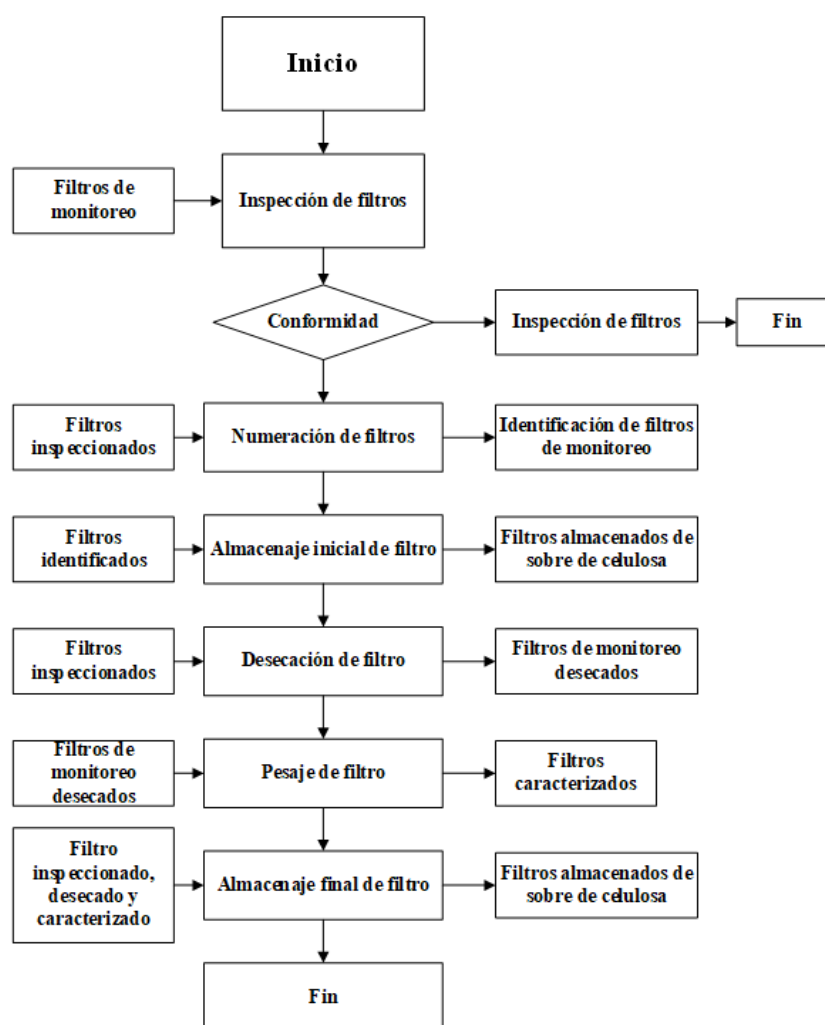 Inicio
Filtros de
monitoreo
Inspección de filtros
Conformidad
Inspección de filtros
Fin
Filtros
inspeccionados
Numeración de filtros
Identificación de filtros
de monitoreo
Filtros
identificados
Almacenaje inicial de filtro
Filtros almacenados de
sobre de celulosa
Filtros
inspeccionados
Desecación de filtro
Filtros de monitoreo
desecados
Filtros de
monitoreo
desecados
Pesaje de filtro
Filtros
caracterizados
Filtro
inspeccionado,
desecado y
caracterizado
Almacenaje final de filtro
Filtros almacenados de
sobre de celulosa
Fin